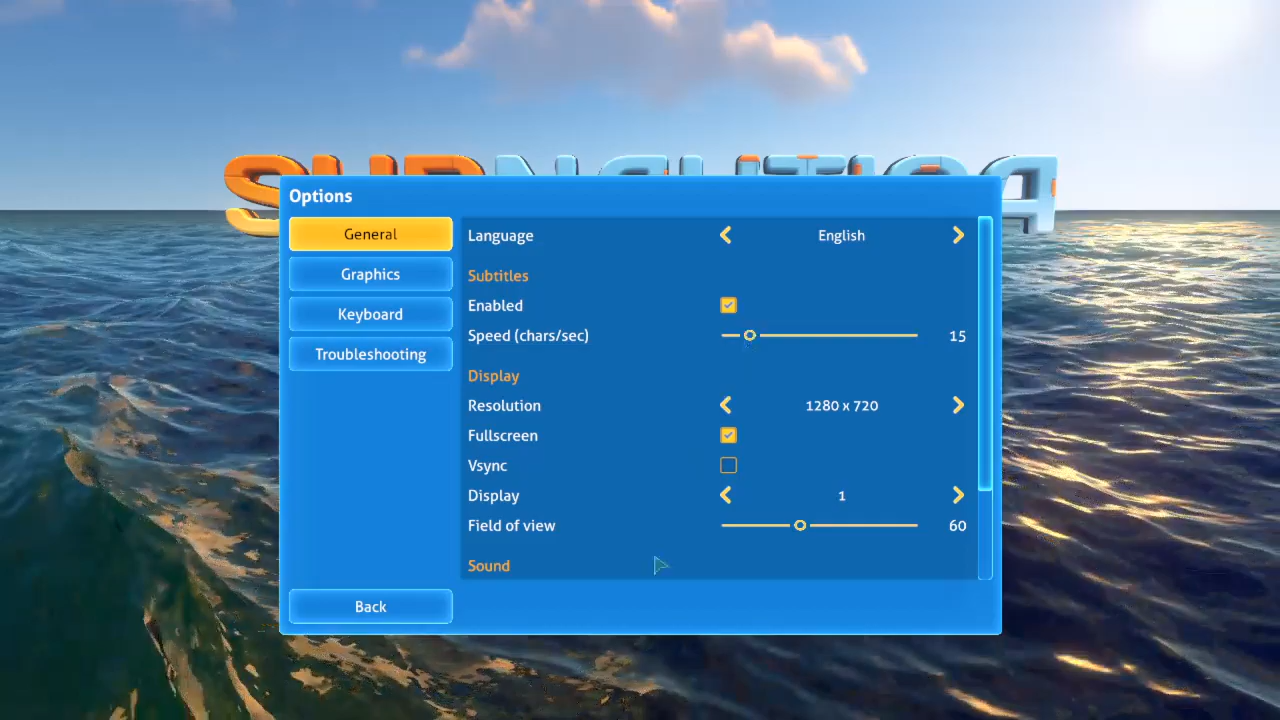 SUBNAUTICA
Options
General
Graphics
Keyboard
Troubleshooting
Back
Language English
Subtitles
Enabled
Speed (chars/sec) 15
Display
Resolution 1280 x 720
Fullscreen
Vsync
Display 1
Field of view 60
Sound